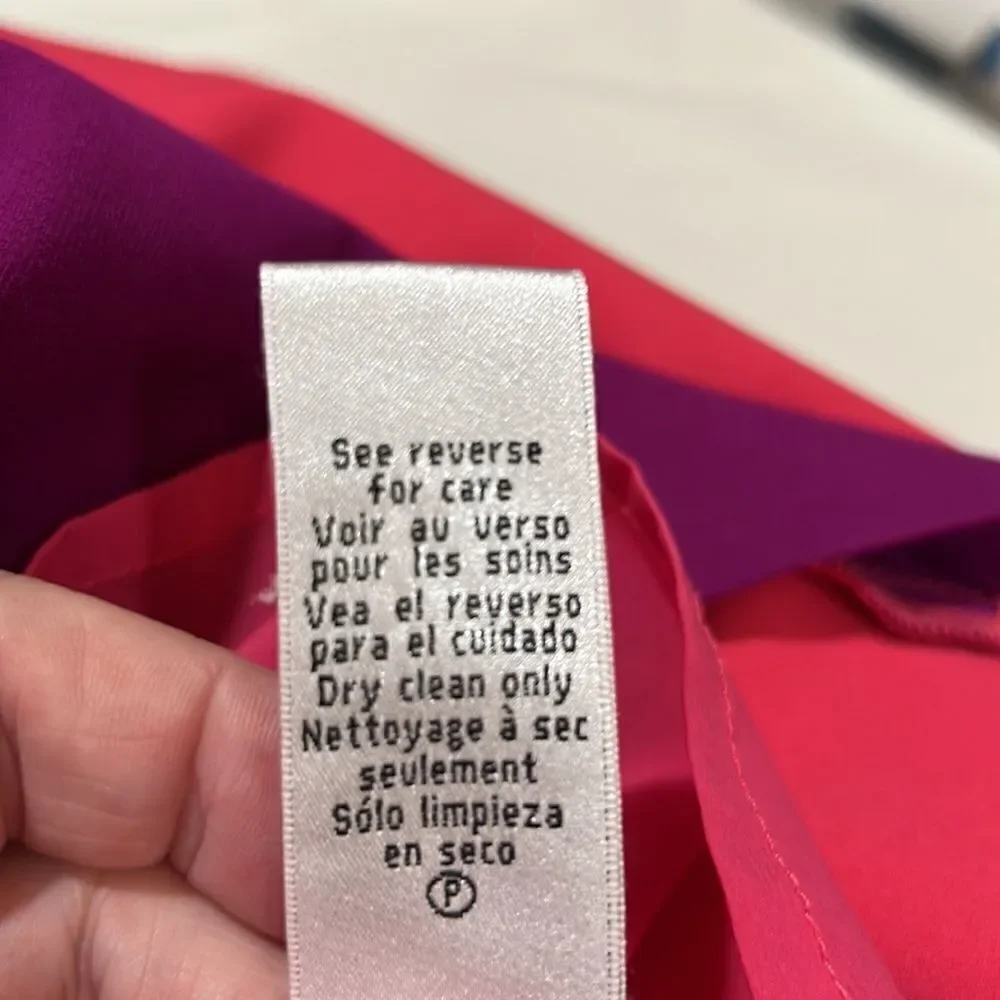 See reverse
for care
Voir au verso
pour les soins
Vea el reverso
para el cuidado
Dry clean only
Nettoyage à sec
seulement
Sólo limpieza
en seco
P